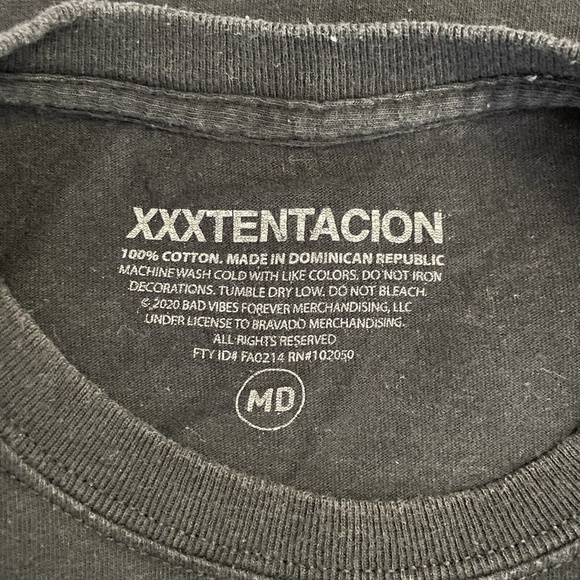 XXXTENTACION
100% COTTON. MADE IN DOMINICAN REPUBLIC
MACHINE WASH COLD WITH LIKE COLORS. DO NOT IRON
DECORATIONS. TUMBLE DRY LOW. DO NOT BLEACH.
© 2020 BAD VIBES FOREVER MERCHANDISING, LLC
UNDER LICENSE TO BRAVADO MERCHANDISING.
ALL RIGHTS RESERVED
FTY ID# FA0214 RN#102050
MD